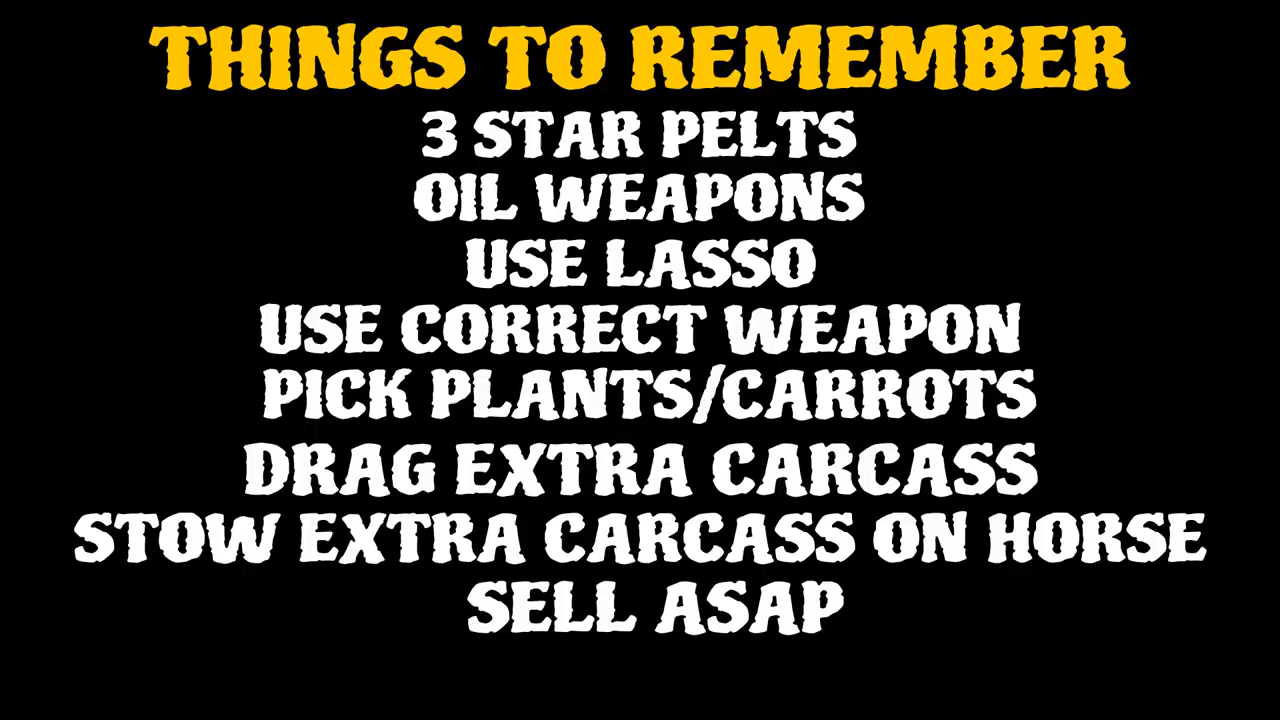 THINGS TO REMEMBER
3 STAR PELTS
OIL WEAPONS
USE LASSO
USE CORRECT WEAPON
PICK PLANTS/CARROTS
DRAG EXTRA CARCASS
STOW EXTRA CARCASS ON HORSE
SELL ASAP